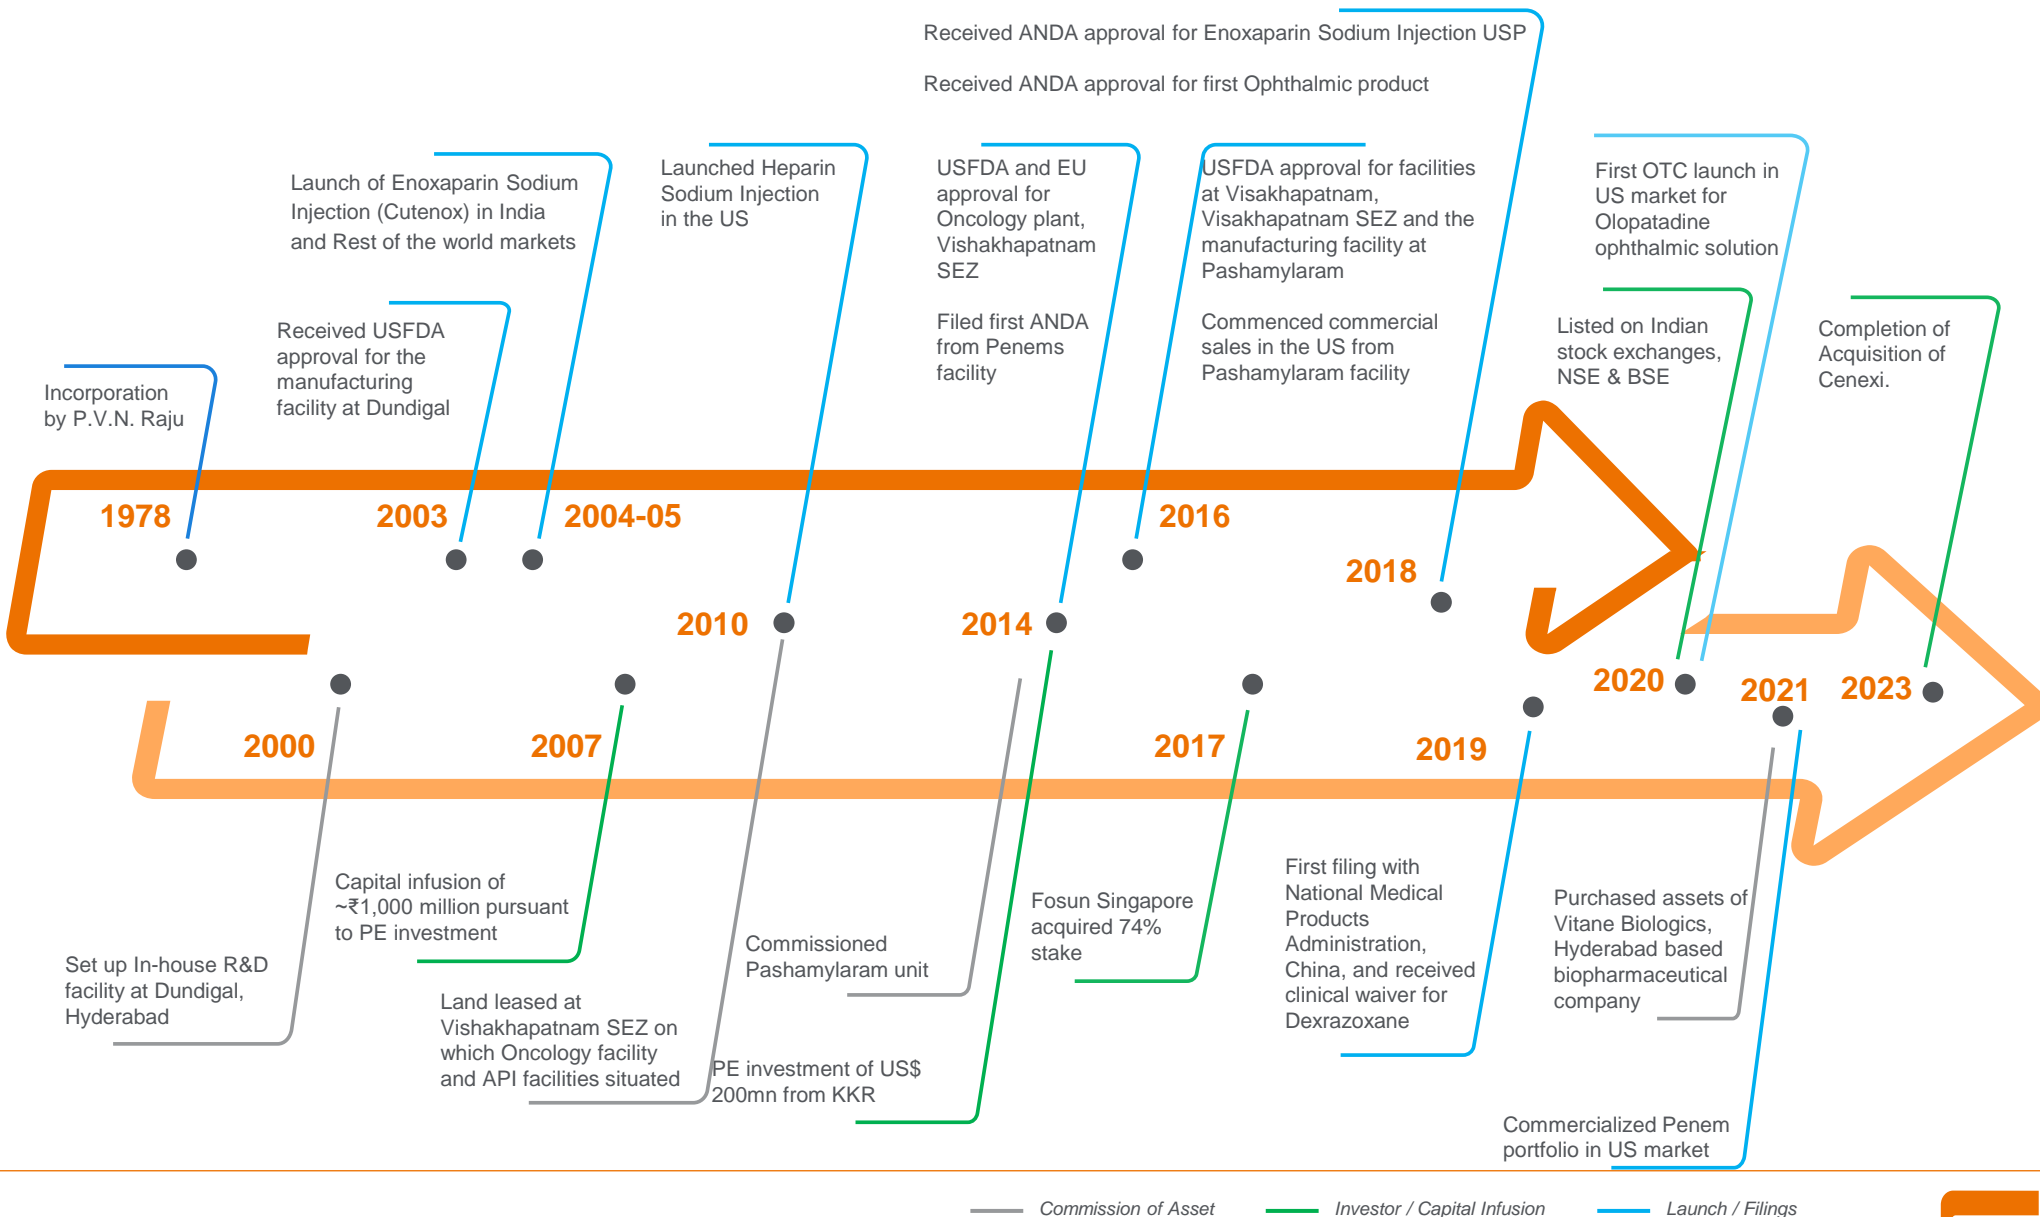 Received ANDA approval for Enoxaparin Sodium Injection USP
Received ANDA approval for first Ophthalmic product
Launch of Enoxaparin Sodium
Injection (Cutenox) in India
and Rest of the world markets
Launched Heparin
Sodium Injection
in the US
USFDA and EU
approval for
Oncology plant,
Vishakhapatnam
SEZ
Filed first ANDA
from Penems
facility
USFDA approval for facilities
at Visakhapatnam,
Visakhapatnam SEZ and the
manufacturing facility at
Pashamylaram
Commenced commercial
sales in the US from
Pashamylaram facility
First OTC launch in
US market for
Olopatadine
ophthalmic solution
Received USFDA
approval for the
manufacturing
facility at Dundigal
Listed on Indian
stock exchanges,
NSE & BSE
Completion of
Acquisition of
Cenexi.
Incorporation
by P.V.N. Raju
1978
2003
2004-05
2016
2018
2010
2014
2020
2021
2023
2000
2007
2017
2019
Capital infusion of
~₹1,000 million pursuant
to PE investment
Set up In-house R&D
facility at Dundigal,
Hyderabad
Land leased at
Vishakhapatnam SEZ on
which Oncology facility
and API facilities situated
Commissioned
Pashamylaram unit
PE investment of US$
200mn from KKR
Fosun Singapore
acquired 74%
stake
First filing with
National Medical
Products
Administration,
China, and received
clinical waiver for
Dexrazoxane
Purchased assets of
Vitane Biologics,
Hyderabad based
biopharmaceutical
company
Commercialized Penem
portfolio in US market
Commission of Asset
Investor / Capital Infusion
Launch / Filings